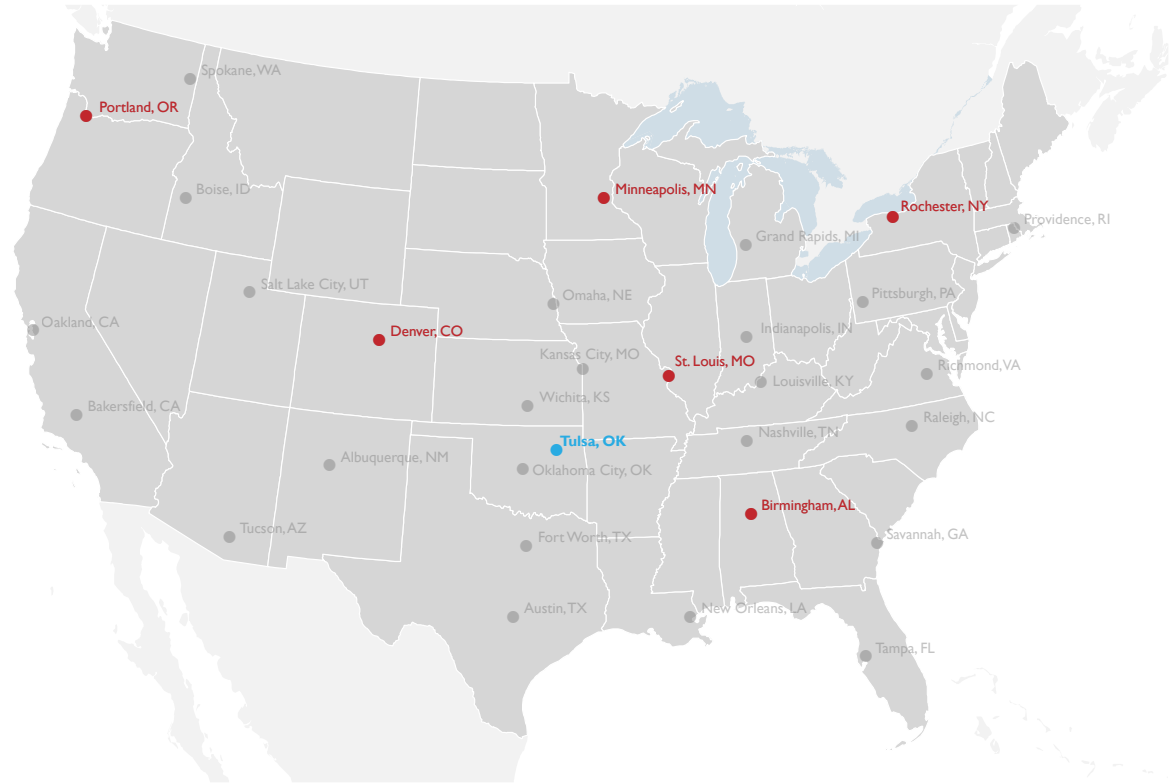 Spokane, WA
Portland, OR
Minneapolis, MN
Boise, ID
Rochester, NY
Providence, RI
Grand Rapids, MI
Salt Lake City, UT
Omaha, NE
Pittsburgh, PA
Oakland, CA
Denver, CO
Indianapolis, IN
Kansas City, MO
St. Louis, MO
Richmond, VA
Louisville, KY
Wichita, KS
Bakersfield, CA
Raleigh, NC
Nashville, TN
Tulsa, OK
Albuquerque, NM
Oklahoma City, OK
Birmingham, AL
Tucson, AZ
Fort Worth, TX
Savannah, GA
Austin, TX
New Orleans, LA
Tampa, FL